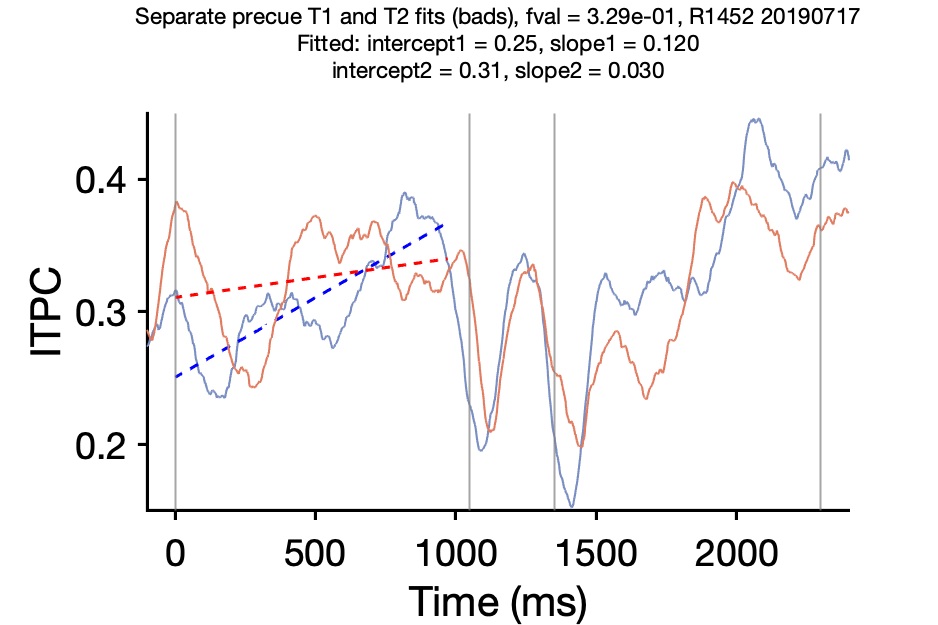 Separate precue T1 and T2 fits (bads), fval = 3.29e-01, R1452 20190717
Fitted: intercept1 = 0.25, slope1 = 0.120
intercept2 = 0.31, slope2 = 0.030
ITPC
0.4
0.3
0.2
0 500 1000 1500 2000
Time (ms)